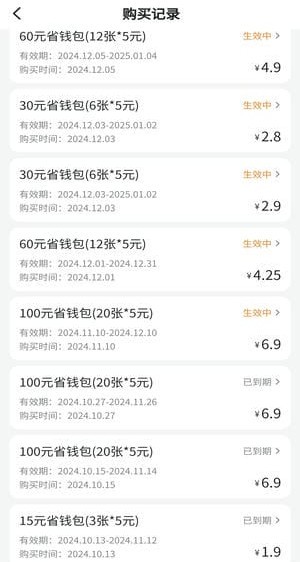 购买记录
60元省钱包(12张*5元) 生效中
有效期：2024.12.05-2025.01.04
购买时间：2024.12.05 ¥4.9
30元省钱包(6张*5元) 生效中
有效期：2024.12.03-2025.01.02
购买时间：2024.12.03 ¥2.8
30元省钱包(6张*5元) 生效中
有效期：2024.12.03-2025.01.02
购买时间：2024.12.03 ¥2.9
60元省钱包(12张*5元) 生效中
有效期：2024.12.01-2024.12.31
购买时间：2024.12.01 ¥4.25
100元省钱包(20张*5元) 生效中
有效期：2024.11.10-2024.12.10
购买时间：2024.11.10 ¥6.9
100元省钱包(20张*5元) 已到期
有效期：2024.10.27-2024.11.26
购买时间：2024.10.27 ¥6.9
100元省钱包(20张*5元) 已到期
有效期：2024.10.15-2024.11.14
购买时间：2024.10.15 ¥6.9
15元省钱包(3张*5元) 已到期
有效期：2024.10.13-2024.11.12
购买时间：2024.10.13 ¥1.9